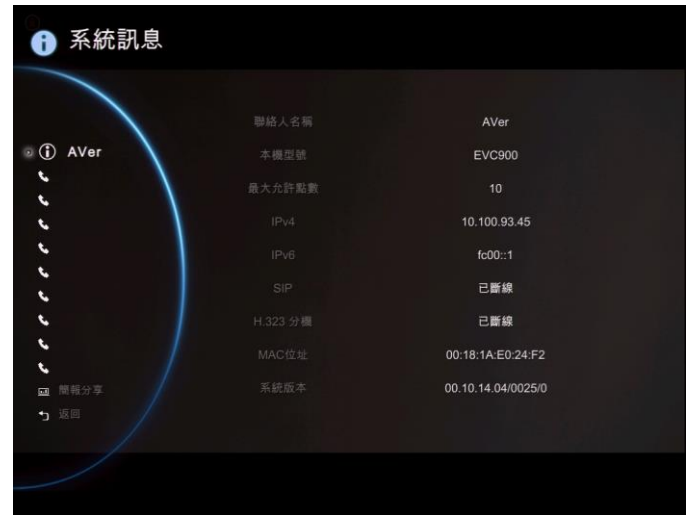 系統訊息
AVer
簡報分享
返回
聯絡人名稱 AVer
本機型號 EVC900
最大允許點數 10
IPv4 10.100.93.45
IPv6 fc00::1
SIP 已斷線
H.323 分機 已斷線
MAC位址 00:18:1A:E0:24:F2
系統版本 00.10.14.04/0025/0